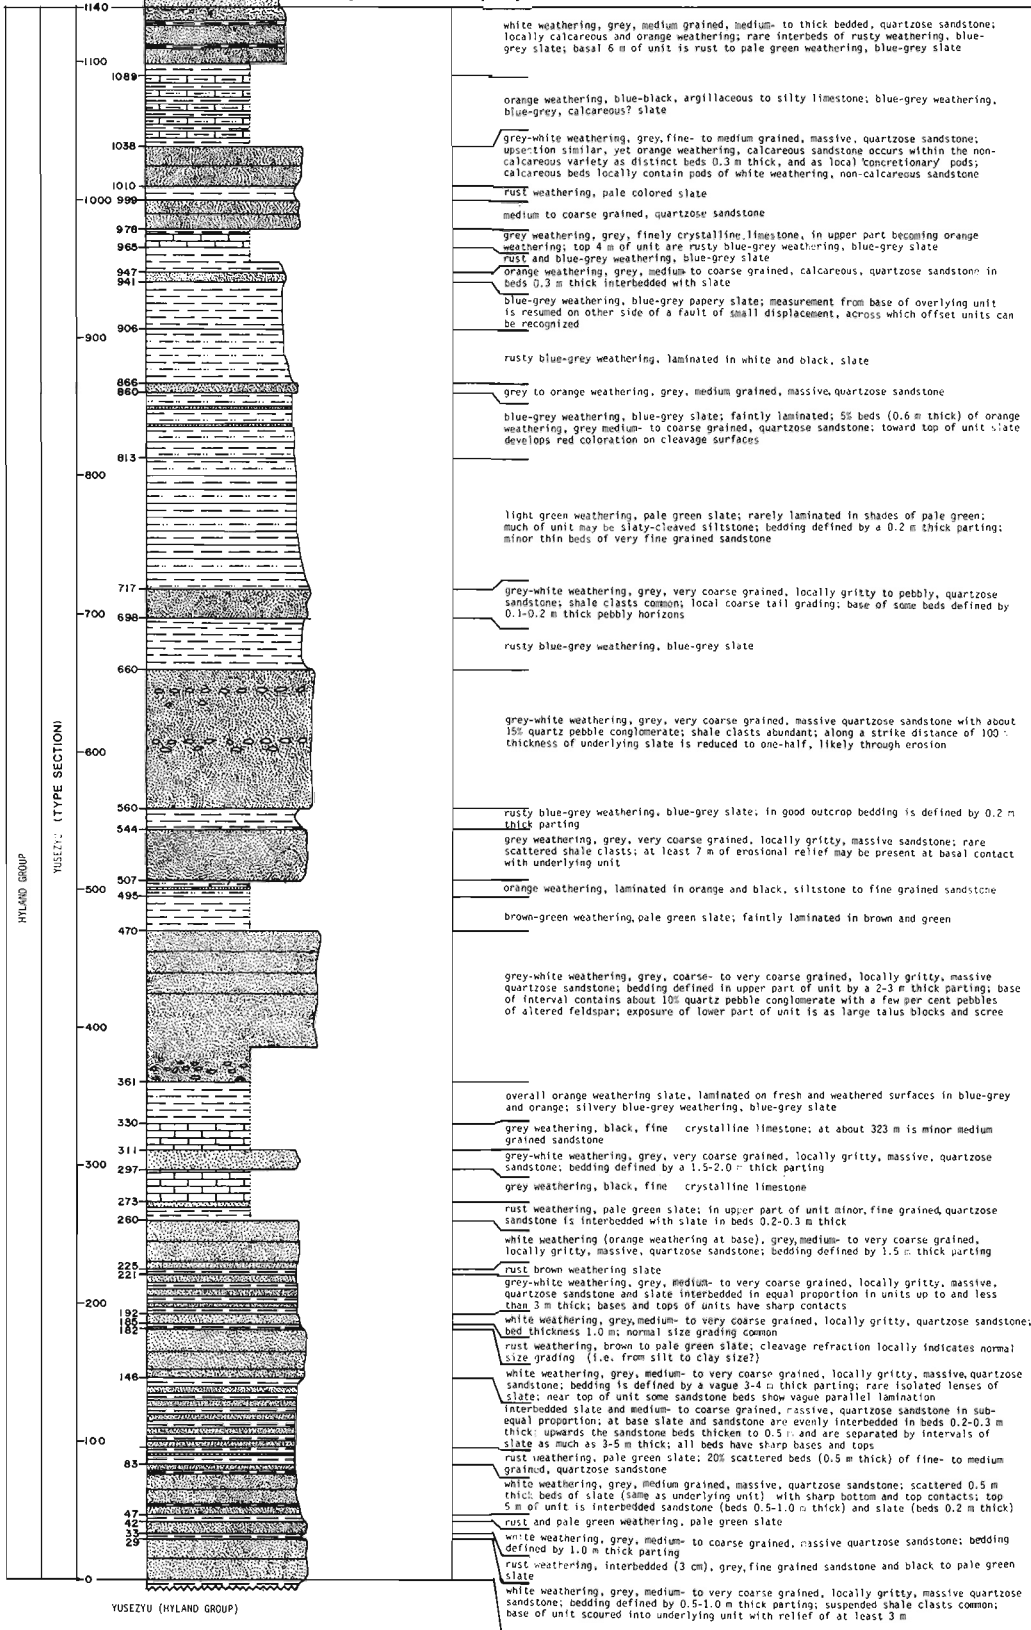 1140
1100
1089
1038
1010
1000
999
978
965
947
941
906
900
866
860
813
800
717
700
698
660
600
560
544
507
500
495
470
400
361
330
311
300
297
273
260
225
221
200
192
185
182
146
100
83
47
42
33
29
0
HYLAND GROUP
YUSEZYU (TYPE SECTION)
YUSEZYU (HYLAND GROUP)
white weathering, grey, medium grained, medium- to thick bedded, quartzose sandstone;
locally calcareous and orange weathering; rare interbeds of rusty weathering, blue-
grey slate; basal 6 m of unit is rust to pale green weathering, blue-grey slate
orange weathering, blue-black, argillaceous to silty limestone; blue-grey weathering,
blue-grey, calcareous? slate
grey-white weathering, grey, fine- to medium grained, massive, quartzose sandstone;
upsection similar, yet orange weathering, calcareous sandstone occurs within the non-
calcareous variety as distinct beds 0.3 m thick, and as local 'concretionary' pods;
calcareous beds locally contain pods of white weathering, non-calcareous sandstone
rust weathering, pale colored slate
medium to coarse grained, quartzose sandstone
grey weathering, grey, finely crystalline, limestone, in upper part becoming orange
weathering; top 4 m of unit are rusty blue-grey weathering, blue-grey slate
rust and blue-grey weathering, blue-grey slate
orange weathering, grey, medium to coarse grained, calcareous, quartzose sandstone in
beds 0.3 m thick interbedded with slate
blue-grey weathering, blue-grey papery slate; measurement from base of overlying unit
is resumed on other side of a fault of small displacement, across which offset units can
be recognized
rusty blue-grey weathering, laminated in white and black, slate
grey to orange weathering, grey, medium grained, massive, quartzose sandstone
blue-grey weathering, blue-grey slate; faintly laminated; 5% beds (0.6 m thick) of orange
weathering, grey medium- to coarse grained, quartzose sandstone; toward top of unit slate
develops red coloration on cleavage surfaces
light green weathering, pale green slate; rarely laminated in shades of pale green;
much of unit may be slaty-cleaved siltstone; bedding defined by a 0.2 m thick parting;
minor thin beds of very fine grained sandstone
grey-white weathering, grey, very coarse grained, locally gritty to pebbly, quartzose
sandstone; shale clasts common; local coarse tail grading; base of some beds defined by
0.1-0.2 m thick pebbly horizons
rusty blue-grey weathering, blue-grey slate
grey-white weathering, grey, very coarse grained, massive quartzose sandstone with about
15% quartz pebble conglomerate; shale clasts abundant; along a strike distance of 100
thickness of underlying slate is reduced to one-half, likely through erosion
rusty blue-grey weathering, blue-grey slate; in good outcrop bedding is defined by 0.2 m
thick parting
grey weathering, grey, very coarse grained, locally gritty, massive sandstone; rare
scattered shale clasts; at least 7 m of erosional relief may be present at basal contact
with underlying unit
orange weathering, laminated in orange and black, siltstone to fine grained sandstone
brown-green weathering, pale green slate; faintly laminated in brown and green
grey-white weathering, grey, coarse- to very coarse grained, locally gritty, massive
quartzose sandstone; bedding defined in upper part of unit by a 2-3 m thick parting; base
of interval contains about 10% quartz pebble conglomerate with a few per cent pebbles
of altered feldspar; exposure of lower part of unit is as large talus blocks and scree
overall orange weathering slate, laminated on fresh and weathered surfaces in blue-grey
and orange; silvery blue-grey weathering, blue-grey slate
grey weathering, black, fine crystalline limestone; at about 323 m is minor medium
grained sandstone
grey-white weathering, grey, very coarse grained, locally gritty, massive, quartzose
sandstone; bedding defined by a 1.5-2.0 m thick parting
grey weathering, black, fine crystalline limestone
rust weathering, pale green slate; in upper part of unit minor, fine grained, quartzose
sandstone is interbedded with slate in beds 0.2-0.3 m thick
white weathering (orange weathering at base), grey, medium- to very coarse grained,
locally gritty, massive, quartzose sandstone; bedding defined by 1.5 m thick parting
rust brown weathering slate
grey-white weathering, grey, medium- to very coarse grained, locally gritty, massive,
quartzose sandstone and slate interbedded in equal proportion in units up to and less
than 3 m thick; bases and tops of units have sharp contacts
white weathering, grey, medium- to very coarse grained, locally gritty, quartzose sandstone;
bed thickness 1.0 m; normal size grading common
rust weathering, brown to pale green slate; cleavage refraction locally indicates normal
size grading (i.e. from silt to clay size?)
white weathering, grey, medium- to very coarse grained, locally gritty, massive, quartzose
sandstone; bedding is defined by a vague 3-4 m thick parting; rare isolated lenses of
slate; near top of unit some sandstone beds show vague parallel lamination
interbedded slate and medium- to coarse grained, massive, quartzose sandstone in sub-
equal proportion; at base slate and sandstone are evenly interbedded in beds 0.2-0.3 m
thick; upwards the sandstone beds thicken to 0.5 m and are separated by intervals of
slate as much as 3-5 m thick; all beds have sharp bases and tops
rust weathering, pale green slate; 20% scattered beds (0.5 m thick) of fine- to medium
grained, quartzose sandstone
white weathering, grey, medium grained, massive, quartzose sandstone; scattered 0.5 m
thick beds of slate (same as underlying unit) with sharp bottom and top contacts; top
5 m of unit is interbedded sandstone (beds 0.5-1.0 m thick) and slate (beds 0.2 m thick)
rust and pale green weathering, pale green slate
white weathering, grey, medium- to coarse grained, massive quartzose sandstone; bedding
defined by 1.0 m thick parting
rust weathering, interbedded (3 cm), grey, fine grained sandstone and black to pale green
slate
white weathering, grey, medium- to very coarse grained, locally gritty, massive quartzose
sandstone; bedding defined by 0.5-1.0 m thick parting; suspended shale clasts common;
base of unit scoured into underlying unit with relief of at least 3 m